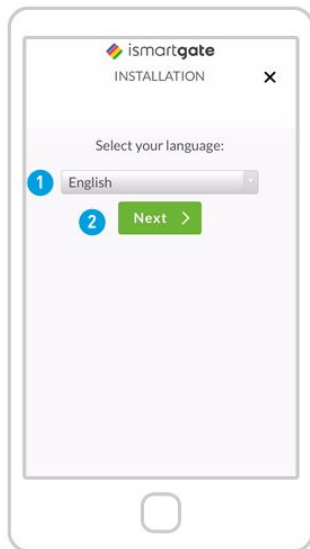 ismartgate
INSTALLATION
Select your language:
1 English
2 Next